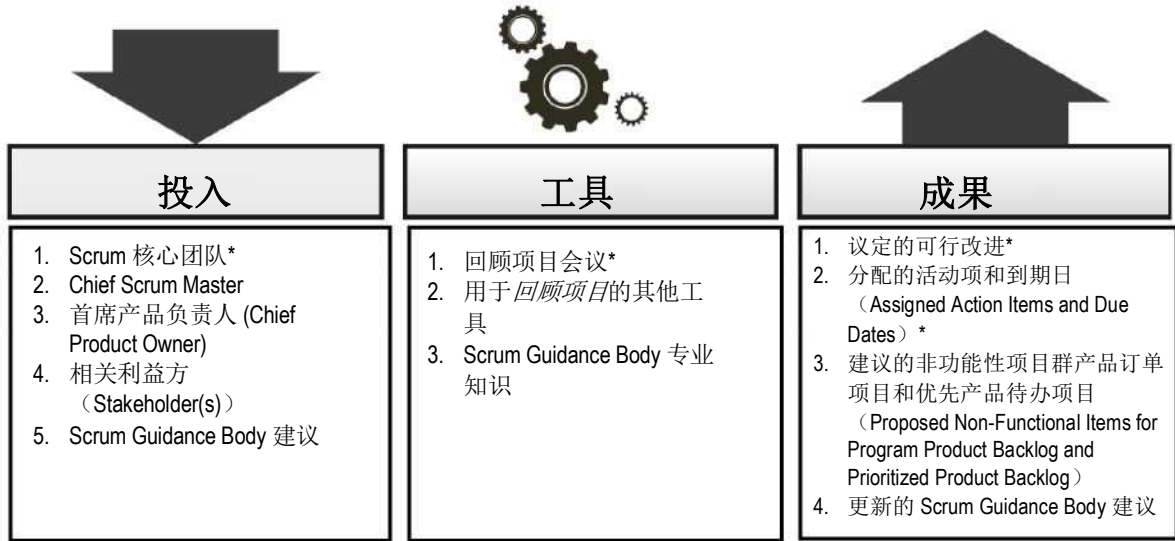 投入
1. Scrum 核心团队*
2. Chief Scrum Master
3. 首席产品负责人 (Chief
Product Owner)
4. 相关利益方
（Stakeholder(s)）
5. Scrum Guidance Body 建议
工具
1. 回顾项目会议*
2. 用于回顾项目的其他工
具
3. Scrum Guidance Body 专业
知识
成果
1. 议定的可行改进*
2. 分配的活动项和到期日
（Assigned Action Items and Due
Dates）*
3. 建议的非功能性项目群产品订单
项目和优先产品待办项目
（Proposed Non-Functional Items for
Program Product Backlog and
Prioritized Product Backlog）
4. 更新的 Scrum Guidance Body 建议